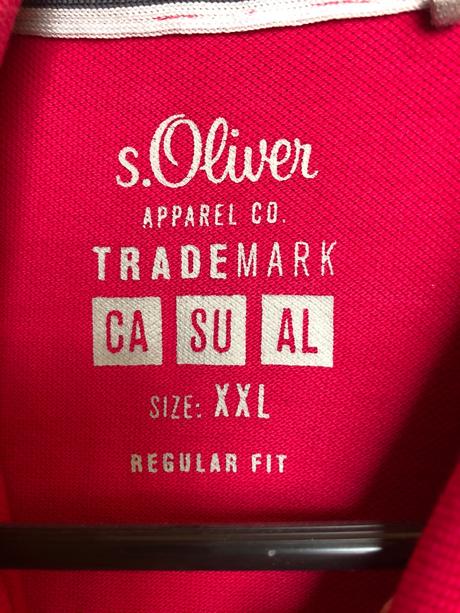 s.Oliver
APPAREL CO.
TRADEMARK
CA SU AL
SIZE: XXL
REGULAR FIT